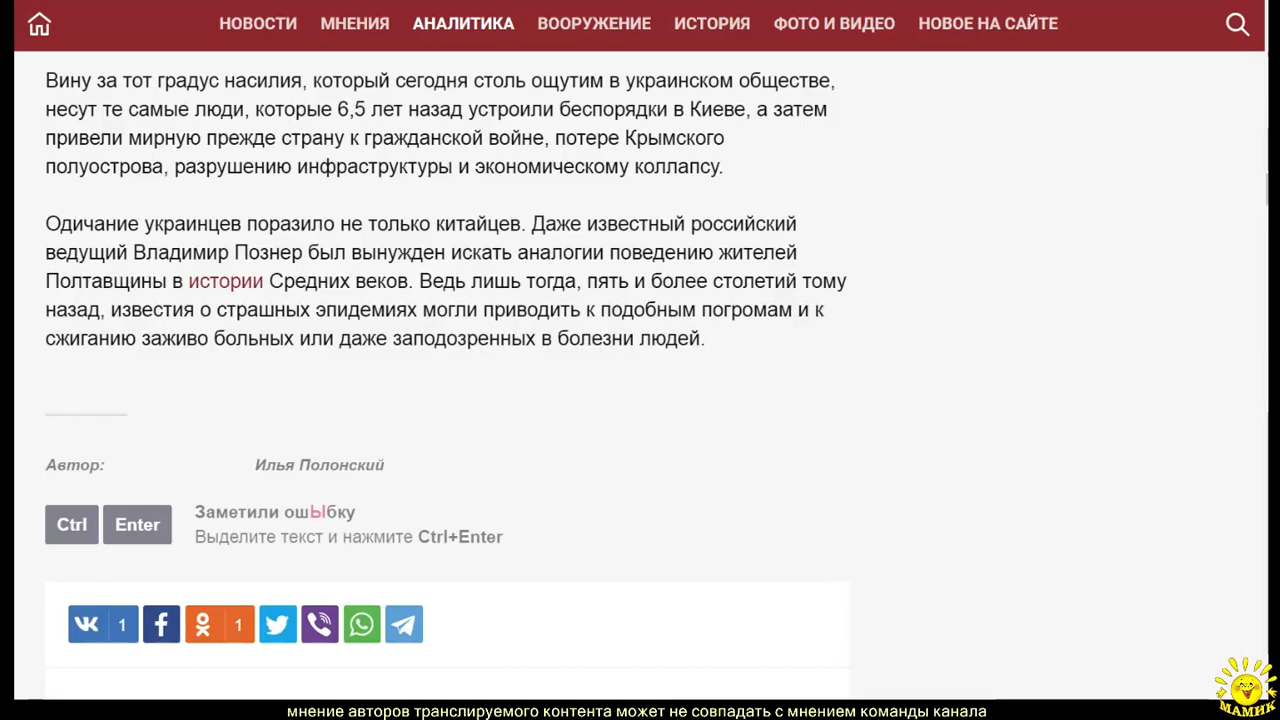 НОВОСТИ МНЕНИЯ АНАЛИТИКА ВООРУЖЕНИЕ ИСТОРИЯ ФОТО И ВИДЕО НОВОЕ НА САЙТЕ
Вину за тот градус насилия, который сегодня столь ощутим в украинском обществе,
несут те самые люди, которые 6,5 лет назад устроили беспорядки в Киеве, а затем
привели мирную прежде страну к гражданской войне, потере Крымского
полуострова, разрушению инфраструктуры и экономическому коллапсу.
Одичание украинцев поразило не только китайцев. Даже известный российский
ведущий Владимир Познер был вынужден искать аналогии поведению жителей
Полтавщины в истории Средних веков. Ведь лишь тогда, пять и более столетий тому
назад, известия о страшных эпидемиях могли приводить к подобным погромам и к
сжиганию заживо больных или даже заподозренных в болезни людей.
Автор: Илья Полонский
Ctrl Enter
Заметили ошЫбку
Выделите текст и нажмите Ctrl+Enter
1 1
МАМИК
мнение авторов транслируемого контента может не совпадать с мнением команды канала